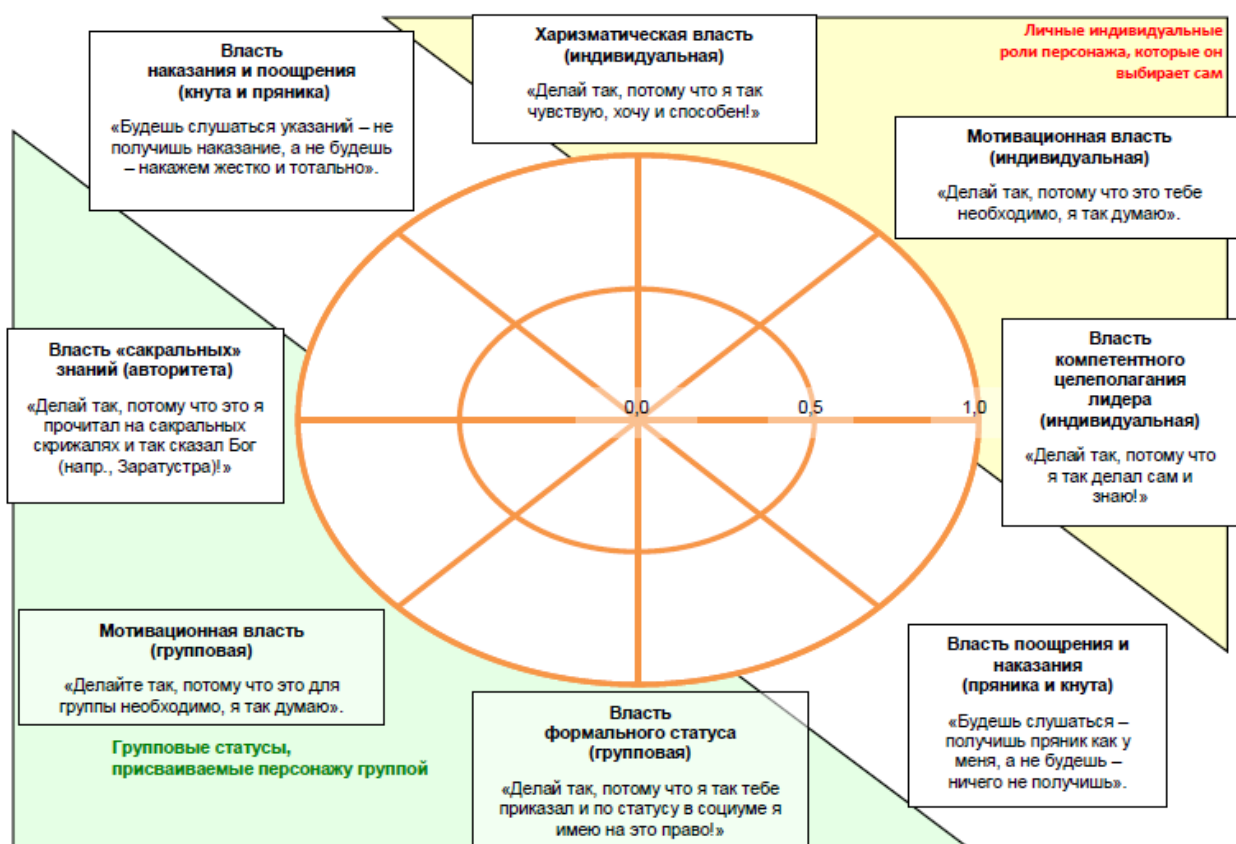 Власть
наказания и поощрения
(кнута и пряника)
«Будешь слушаться указаний – не
получишь наказание, а не будешь
– накажем жестко и тотально».
Харизматическая власть
(индивидуальная)
«Делай так, потому что я так
чувствую, хочу и способен!»
Личные индивидуальные
роли персонажа, которые он
выбирает сам
Мотивационная власть
(индивидуальная)
«Делай так, потому что это тебе
необходимо, я так думаю».
Власть «сакральных»
знаний (авторитета)
«Делай так, потому что это я
прочитал на сакральных
скрижалях и так сказал Бог
(напр., Заратустра)!»
0,0
0,5
1,0
Власть
компетентного
целеполагания
лидера
(индивидуальная)
«Делай так, потому что
я так делал сам и
знаю!»
Мотивационная власть
(групповая)
«Делайте так, потому что это для
группы необходимо, я так думаю».
Групповые статусы,
присваиваемые персонажу группой
Власть
формального статуса
(групповая)
«Делай так, потому что я так тебе
приказал и по статусу в социуме я
имею на это право!»
Власть поощрения и
наказания
(пряника и кнута)
«Будешь слушаться –
получишь пряник как у
меня, а не будешь –
ничего не получишь».